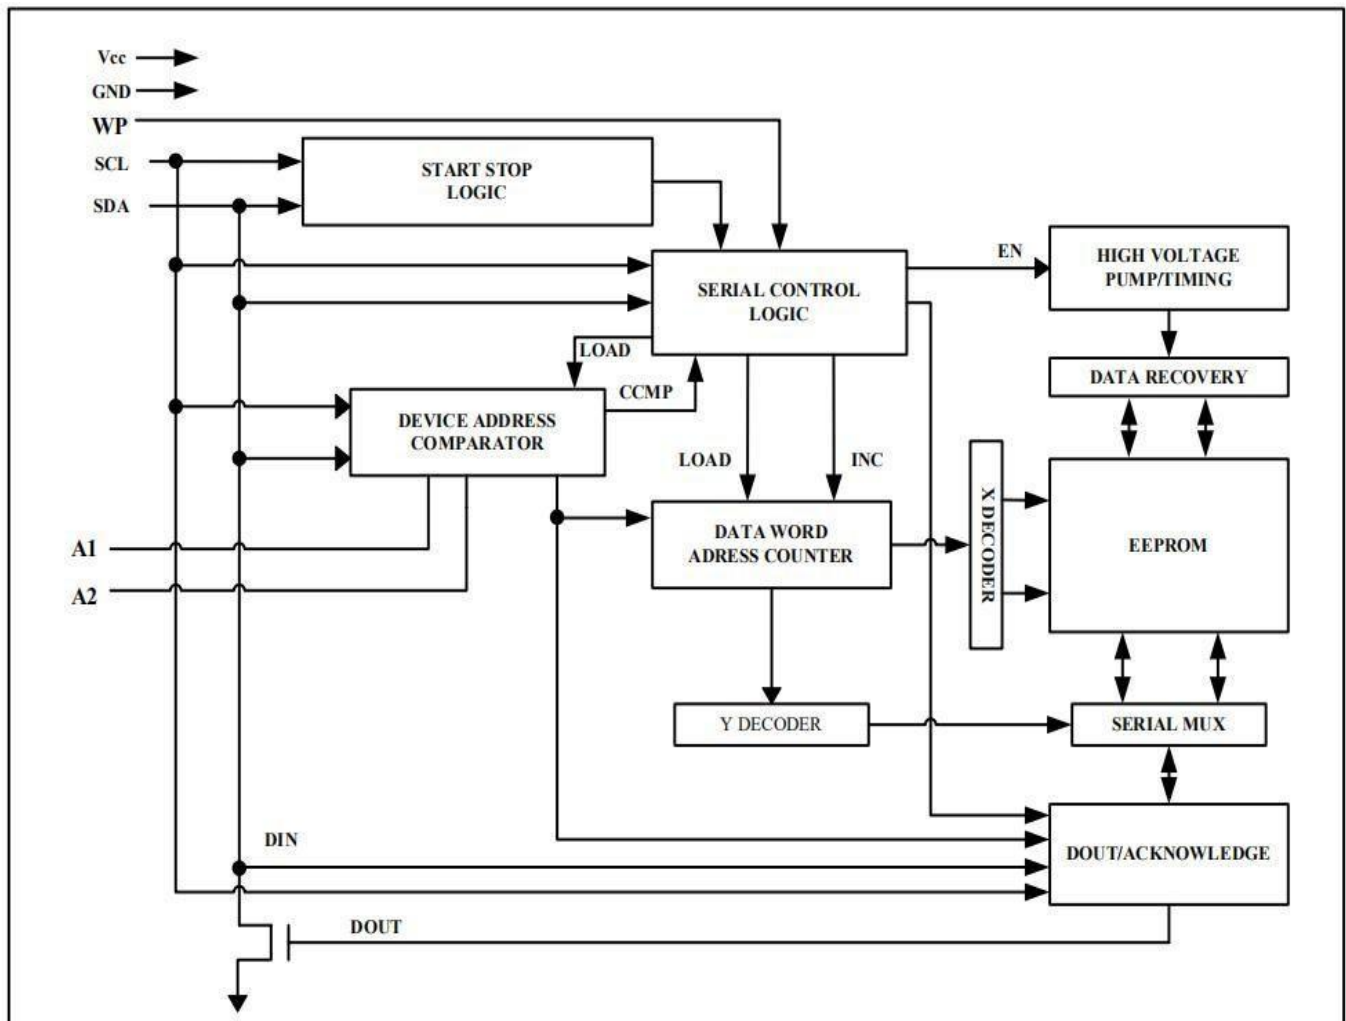 Vcc
GND
WP
SCL
SDA
START STOP
LOGIC
EN
HIGH VOLTAGE
PUMP/TIMING
SERIAL CONTROL
LOGIC
LOAD
CCMP
DATA RECOVERY
DEVICE ADDRESS
COMPARATOR
LOAD
INC
X DECODER
EEPROM
DATA WORD
ADRESS COUNTER
A1
A2
Y DECODER
SERIAL MUX
DIN
DOUT/ACKNOWLEDGE
DOUT